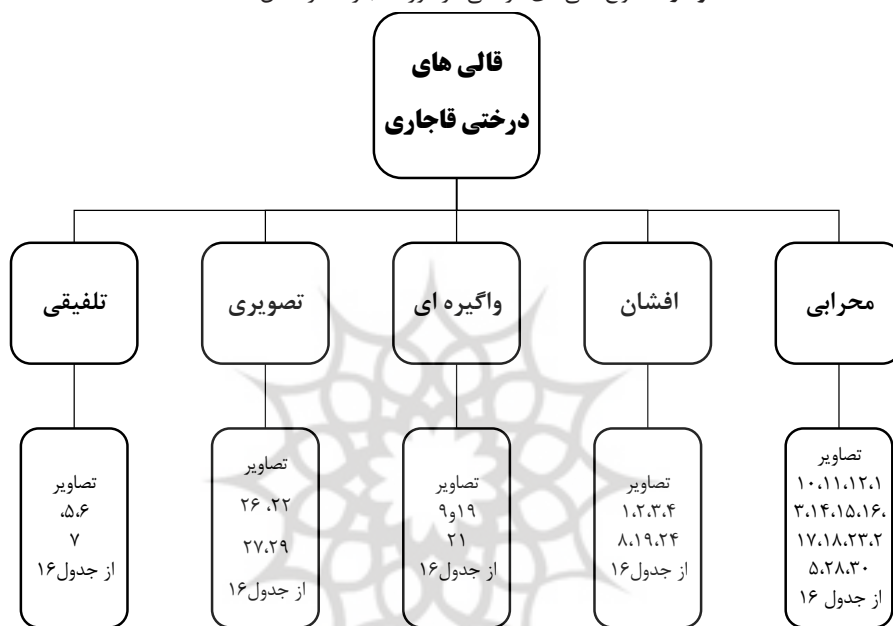 قالی های
درختی قاجاری
محرابی
افشان
واگیره ای
تصویری
تلفیقی
تصاویر
۱۰،۱۱،۱۲،۱
۳،۱۴،۱۵،۱۶،
۱۷،۱۸،۲۳،۲
۵،۲۸،۳۰
از جدول ۱۶
تصاویر
۱،۲،۳،۴
۸،۱۹،۲۴
از جدول۱۶
تصاویر
۱۹و۹
۲۱
از جدول۱۶
تصاویر
۲۲، ۲۶
۲۷،۲۹
از جدول۱۶
تصاویر
،۵،۶
۷
از جدول۱۶